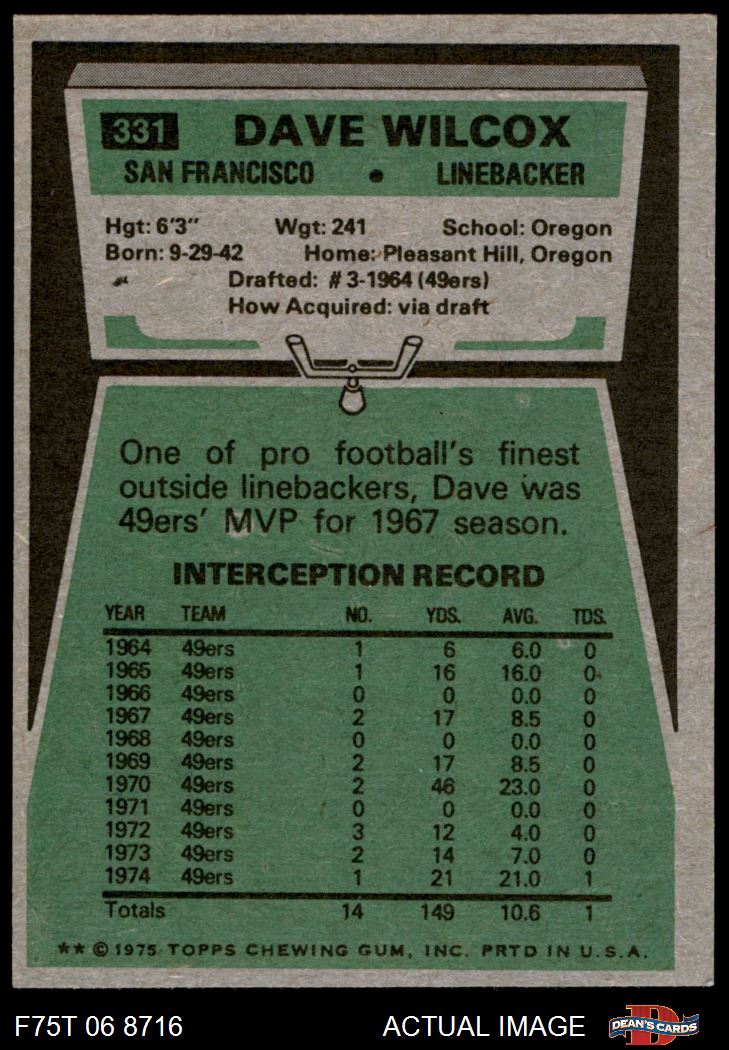 331 DAVE WILCOX
SAN FRANCISCO • LINEBACKER
Hgt: 6'3" Wgt: 241 School: Oregon
Born: 9-29-42 Home: Pleasant Hill, Oregon
Drafted: # 3-1964 (49ers)
How Acquired: via draft
One of pro football's finest
outside linebackers, Dave was
49ers' MVP for 1967 season.
INTERCEPTION RECORD
YEAR TEAM NO. YDS. AVG. TDS.
1964 49ers 1 6 6.0 0
1965 49ers 1 16 16.0 0
1966 49ers 0 0 0.0 0
1967 49ers 2 17 8.5 0
1968 49ers 0 0 0.0 0
1969 49ers 2 17 8.5 0
1970 49ers 2 46 23.0 0
1971 49ers 0 0 0.0 0
1972 49ers 3 12 4.0 0
1973 49ers 2 14 7.0 0
1974 49ers 1 21 21.0 1
Totals 14 149 10.6 1
** © 1975 TOPPS CHEWING GUM, INC. PRTD IN U.S.A.
F75T 06 8716 ACTUAL IMAGE D DEAN'S CARDS